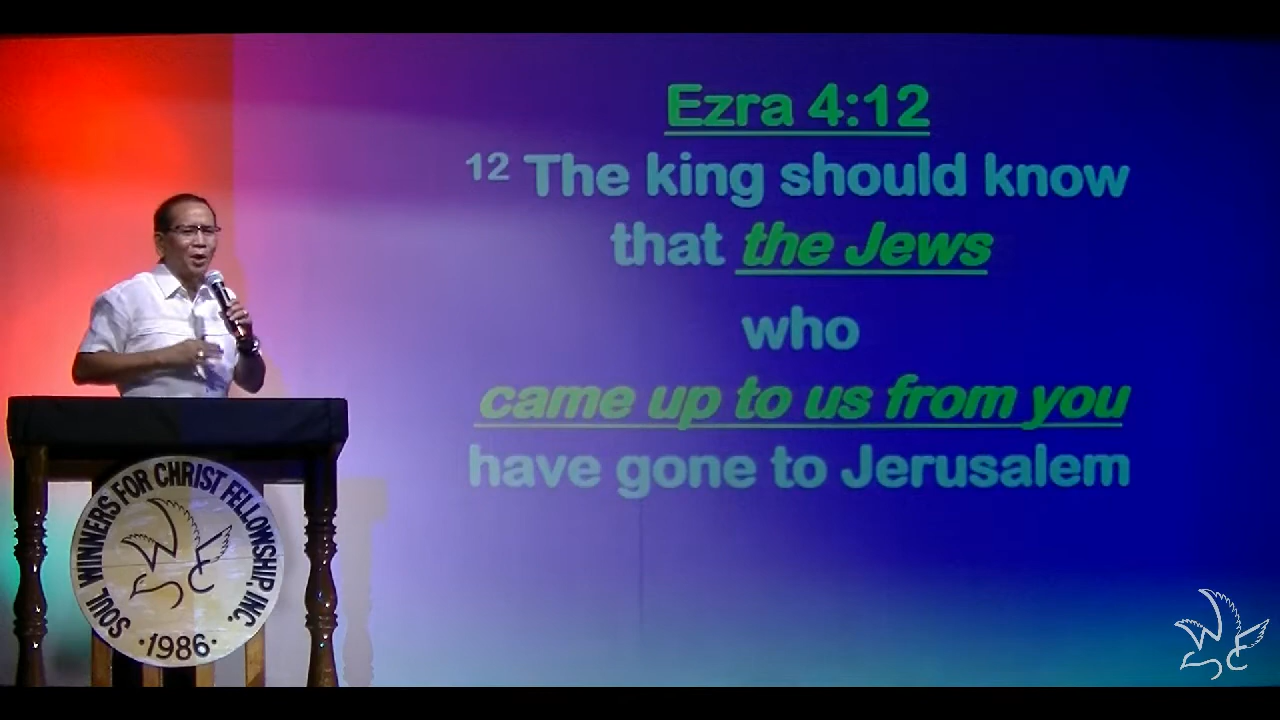 Ezra 4:12
12 The king should know
that the Jews
who
came up to us from you
have gone to Jerusalem
SOUL WINNERS FOR CHRIST FELLOWSHIP, INC.
·1986·